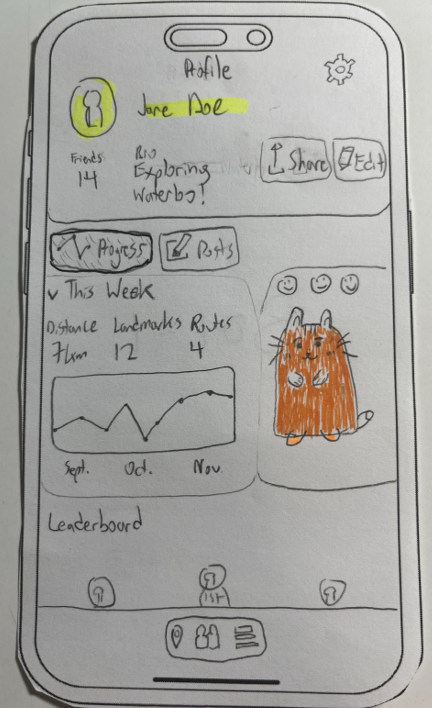 Profile
Jane Doe
Friends
14
Bio
Exploring
Waterloo!
Share
Edit
Progress
Posts
This Week
Distance Landmarks Routes
7km 12 4
Sept. Oct. Nov.
Leaderboard
1st